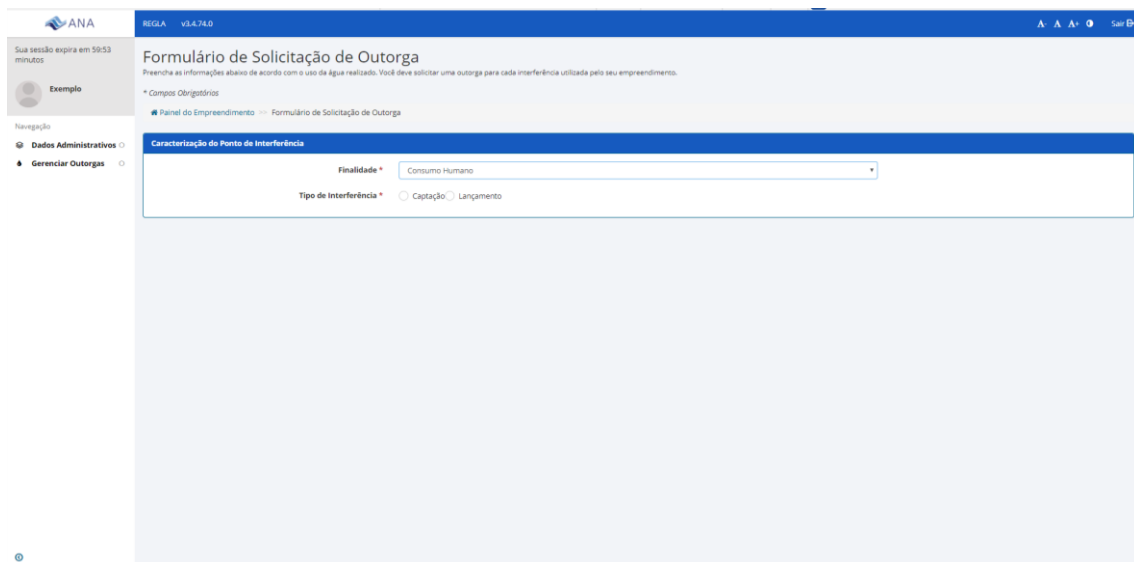 ANA
REGLA v3.4.74.0
A- A A+ Sair
Sua sessão expira em 59:53
minutos
Exemplo
Navegação
Dados Administrativos
Gerenciar Outorgas
Formulário de Solicitação de Outorga
Preencha as informações abaixo de acordo com o uso da água realizado. Você deve solicitar uma outorga para cada interferência utilizada pelo seu empreendimento.
* Campos Obrigatórios
Painel do Empreendimento >> Formulário de Solicitação de Outorga
Caracterização do Ponto de Interferência
Finalidade * Consumo Humano
Tipo de Interferência * Captação Lançamento